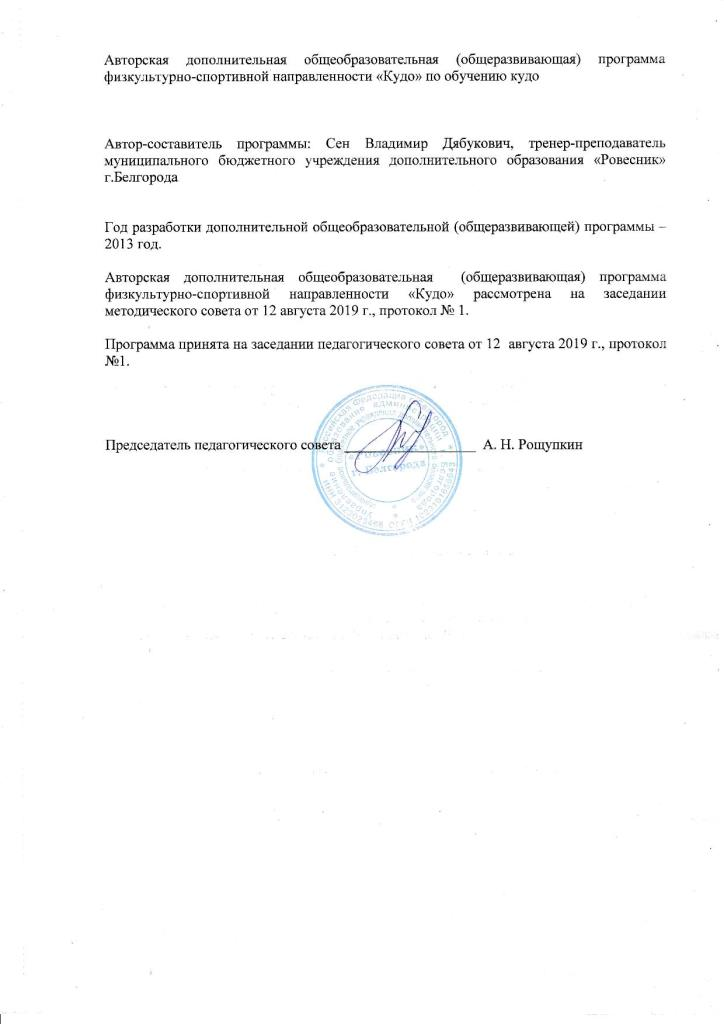 Авторская дополнительная общеобразовательная (общеразвивающая) программа
физкультурно-спортивной направленности «Кудо» по обучению кудо
Автор-составитель программы: Сен Владимир Дябукович, тренер-преподаватель
муниципального бюджетного учреждения дополнительного образования «Ровесник»
г.Белгорода
Год разработки дополнительной общеобразовательной (общеразвивающей) программы –
2013 год.
Авторская дополнительная общеобразовательная (общеразвивающая) программа
физкультурно-спортивной направленности «Кудо» рассмотрена на заседании
методического совета от 12 августа 2019 г., протокол № 1.
Программа принята на заседании педагогического совета от 12 августа 2019 г., протокол
№1.
Председатель педагогического совета ___________________ А. Н. Рощупкин
г. Белгорода